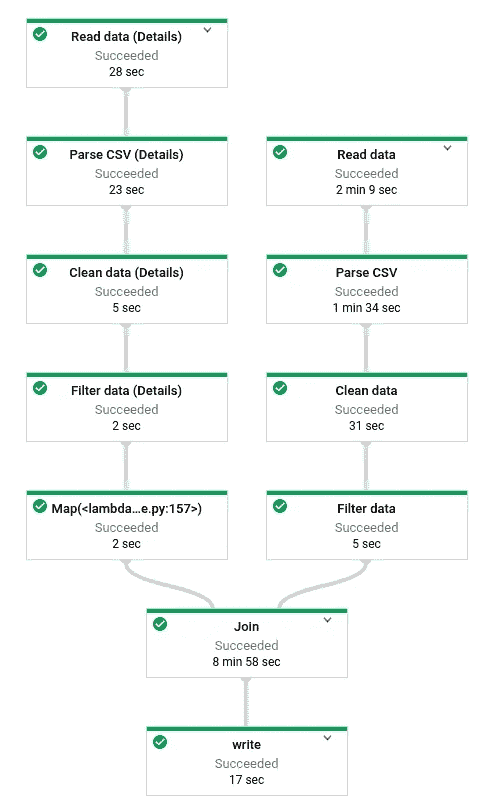 Read data (Details)
Succeeded
28 sec
Parse CSV (Details)
Succeeded
23 sec
Clean data (Details)
Succeeded
5 sec
Filter data (Details)
Succeeded
2 sec
Map(<lambda...e.py:157>)
Succeeded
2 sec
Read data
Succeeded
2 min 9 sec
Parse CSV
Succeeded
1 min 34 sec
Clean data
Succeeded
31 sec
Filter data
Succeeded
5 sec
Join
Succeeded
8 min 58 sec
write
Succeeded
17 sec